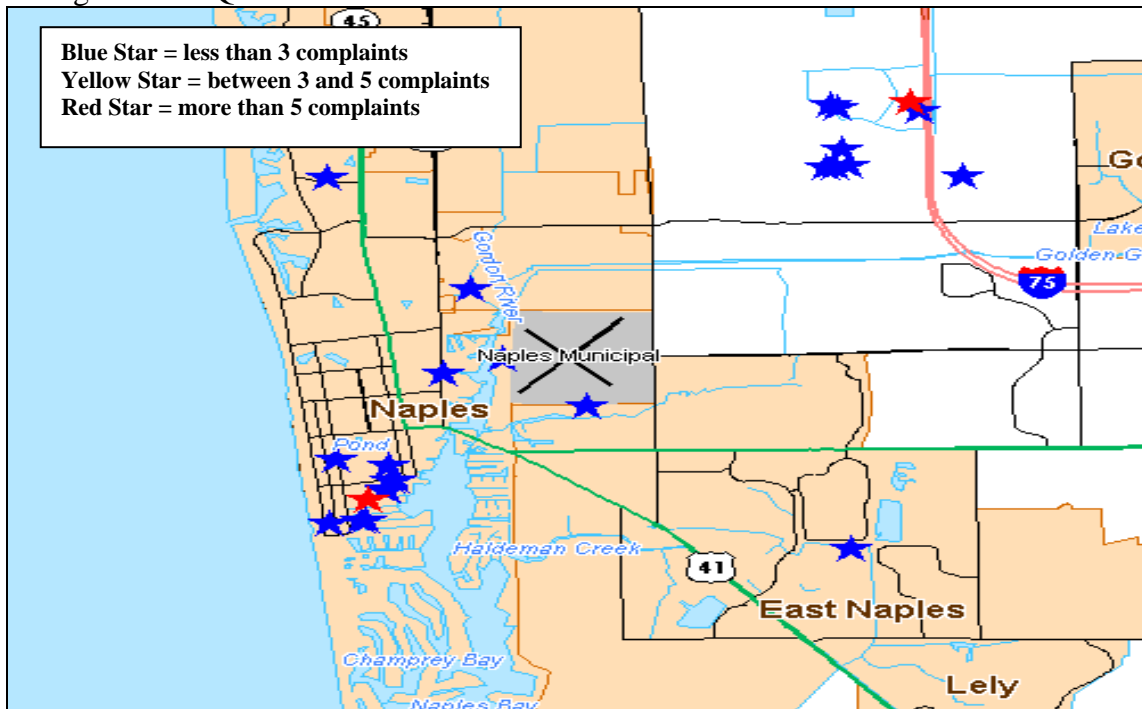 45
Blue Star = less than 3 complaints
Yellow Star = between 3 and 5 complaints
Red Star = more than 5 complaints
Gordon River
Lake
Golden G
75
Naples Municipal
Naples
Pond
Haldeman Creek
41
East Naples
Champrey Bay
Lely
Naples Bay